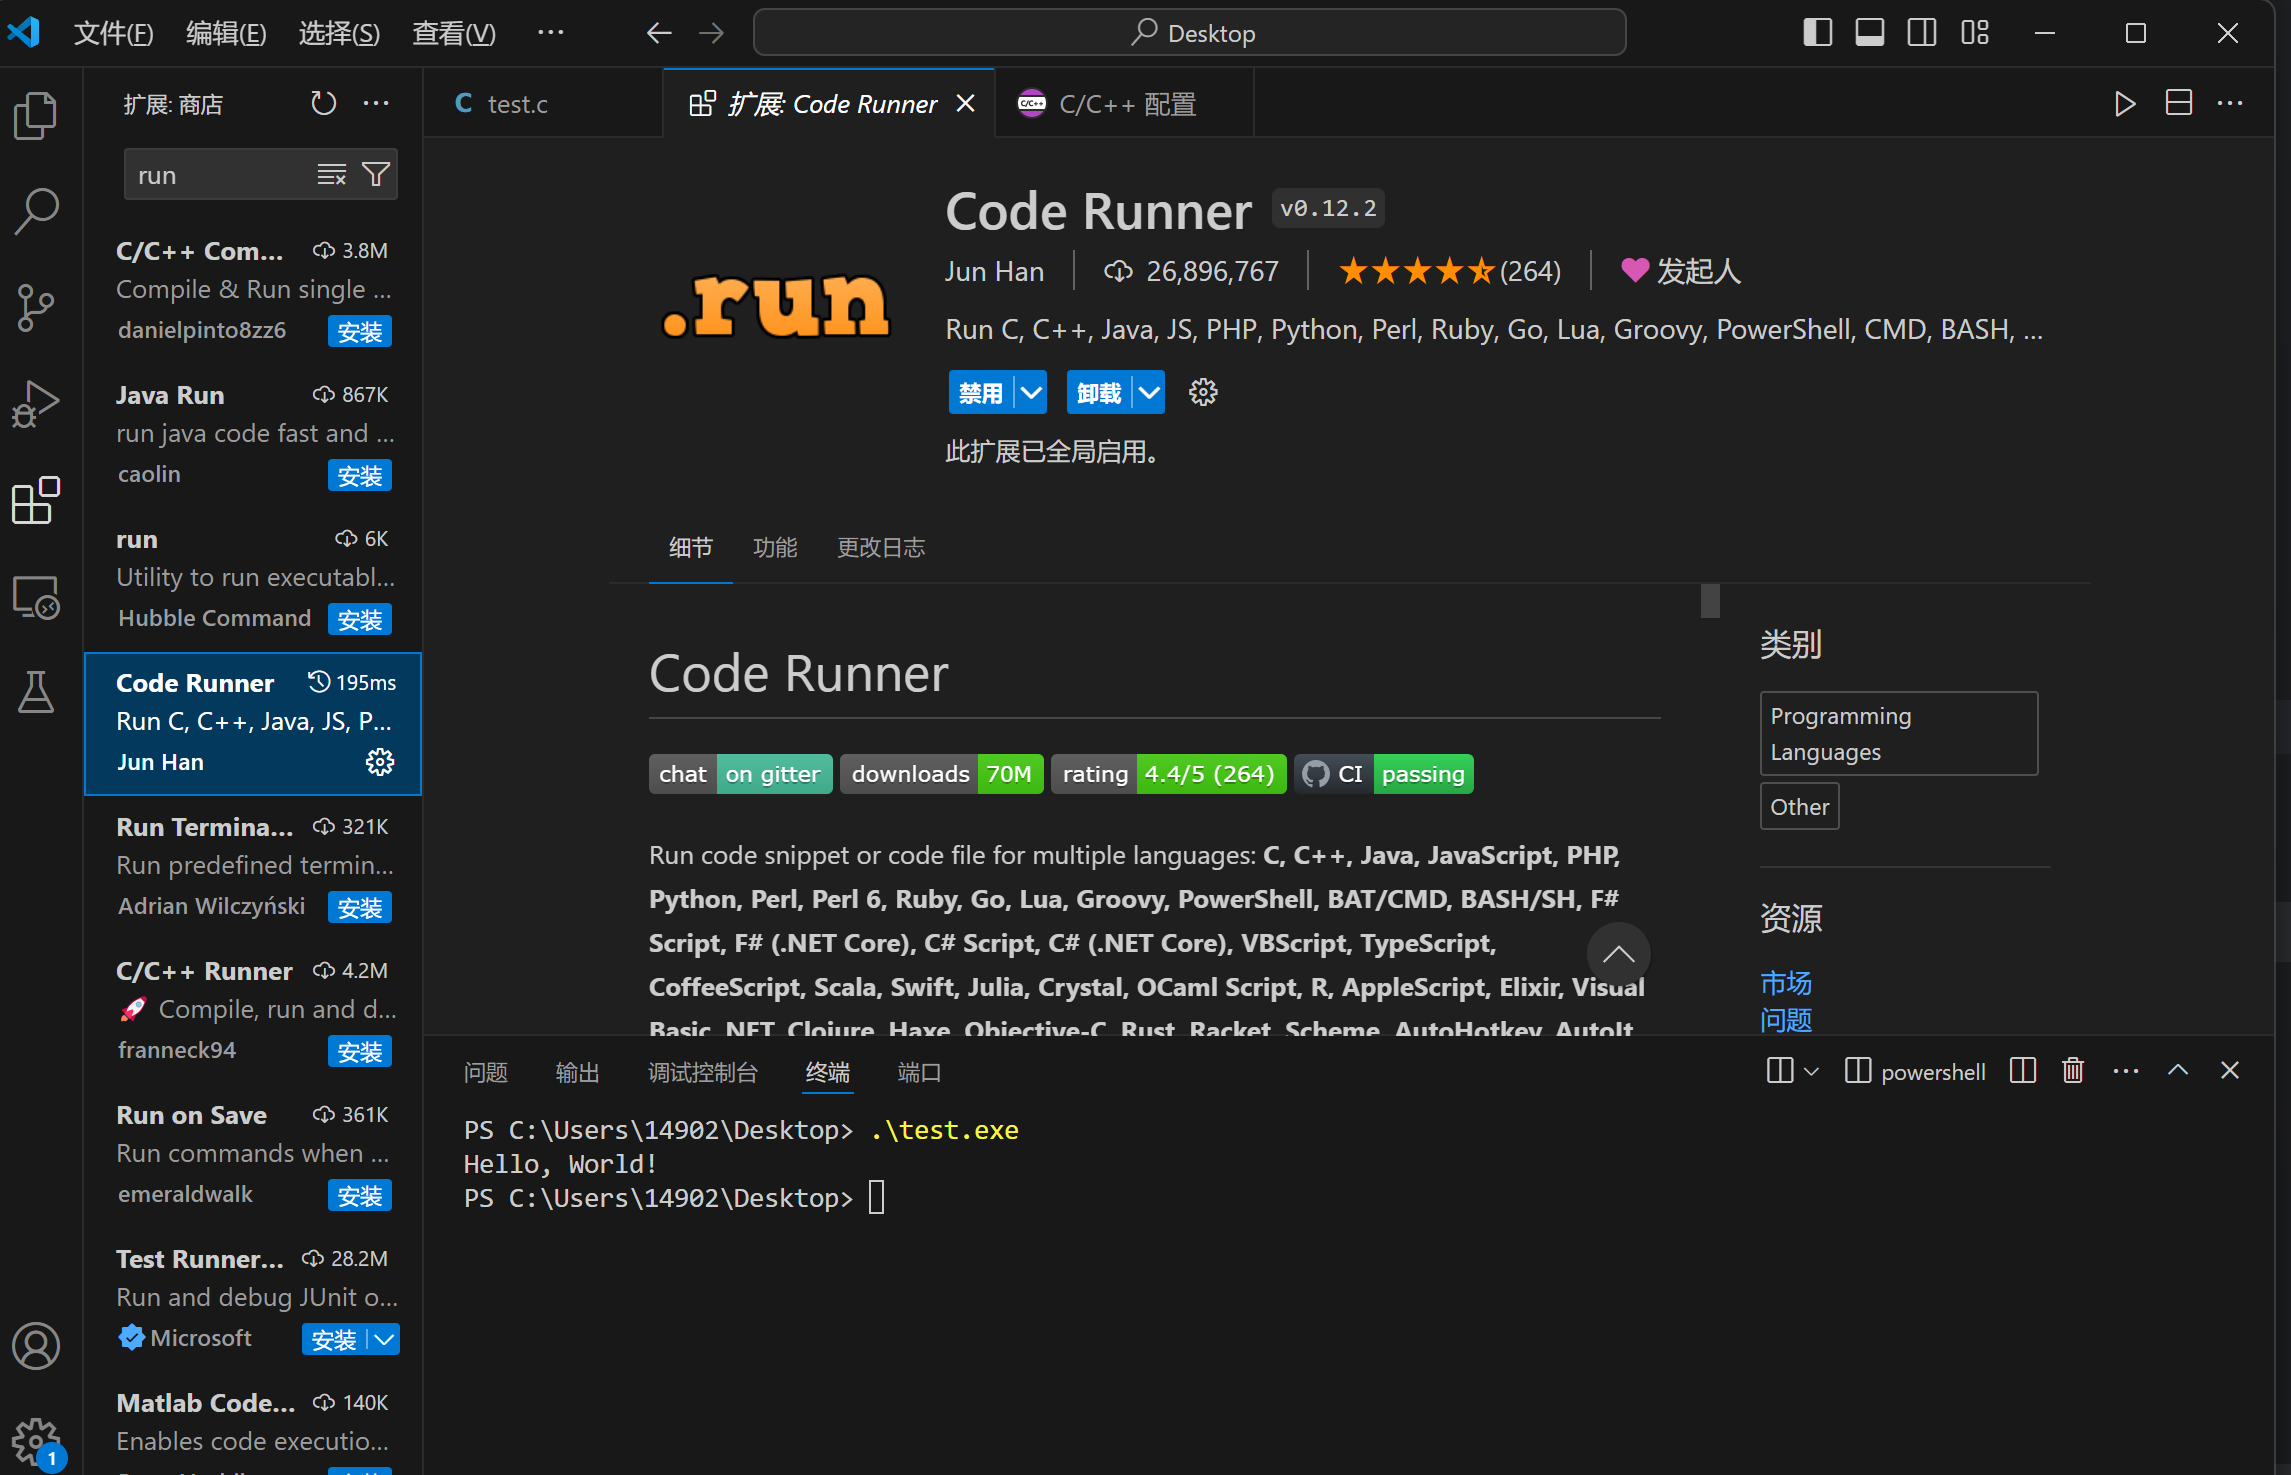 文件(F) 编辑(E) 选择(S) 查看(V) ··· Desktop
扩展: 商店
run
C/C++ Com... 3.8M
Compile & Run single ...
danielpinto8zz6 安装
Java Run 867K
run java code fast and ...
caolin 安装
run 6K
Utility to run executabl...
Hubble Command 安装
Code Runner 195ms
Run C, C++, Java, JS, P...
Jun Han
Run Termina... 321K
Run predefined termin...
Adrian Wilczyński 安装
C/C++ Runner 4.2M
🚀 Compile, run and d...
franneck94 安装
Run on Save 361K
Run commands when ...
emeraldwalk 安装
Test Runner... 28.2M
Run and debug JUnit o...
Microsoft 安装
Matlab Code... 140K
Enables code executio...
1
C test.c 扩展: Code Runner C/C++ 配置
.run
Code Runner v0.12.2
Jun Han 26,896,767 (264) 发起人
Run C, C++, Java, JS, PHP, Python, Perl, Ruby, Go, Lua, Groovy, PowerShell, CMD, BASH, ...
禁用 卸载
此扩展已全局启用。
细节 功能 更改日志
Code Runner
chat on gitter downloads 70M rating 4.4/5 (264) CI passing
Run code snippet or code file for multiple languages: C, C++, Java, JavaScript, PHP,
Python, Perl, Perl 6, Ruby, Go, Lua, Groovy, PowerShell, BAT/CMD, BASH/SH, F#
Script, F# (.NET Core), C# Script, C# (.NET Core), VBScript, TypeScript,
CoffeeScript, Scala, Swift, Julia, Crystal, OCaml Script, R, AppleScript, Elixir, Visual
Basic .NET, Clojure, Haxe, Objective-C, Rust, Racket, Scheme, AutoHotkey, AutoIt,
类别
Programming
Languages
Other
资源
市场
问题
问题 输出 调试控制台 终端 端口 powershell
PS C:\Users\14902\Desktop> .\test.exe
Hello, World!
PS C:\Users\14902\Desktop>